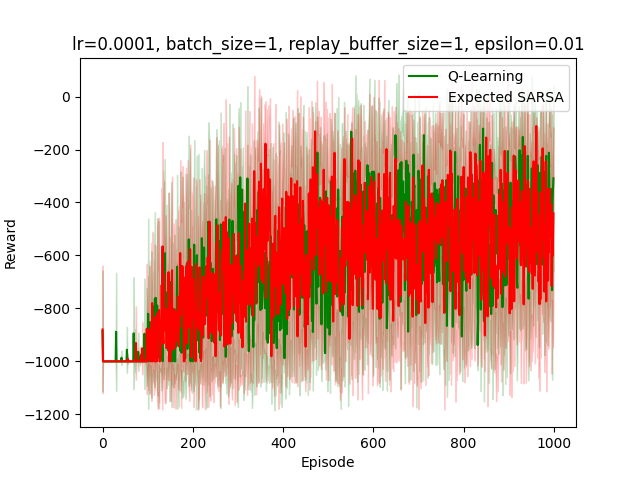 lr=0.0001, batch_size=1, replay_buffer_size=1, epsilon=0.01
Q-Learning
Expected SARSA
0
−200
−400
−600
−800
−1000
−1200
Reward
0
200
400
600
800
1000
Episode